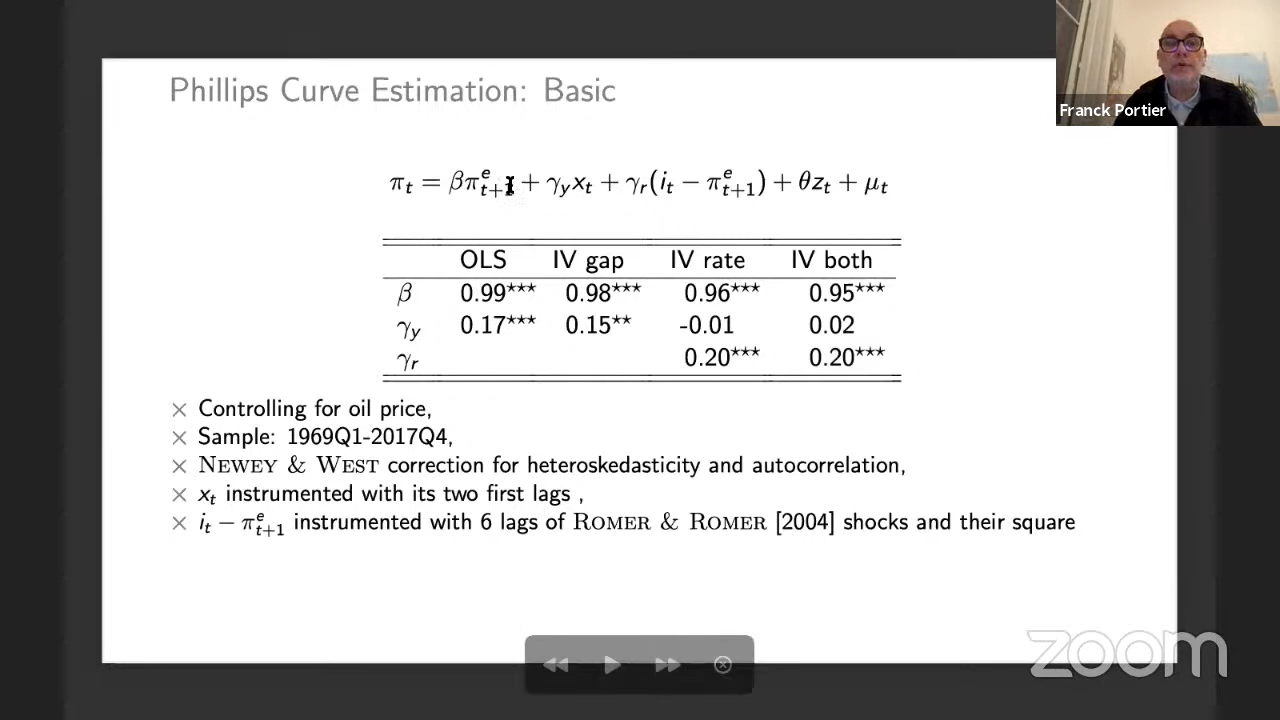 Franck Portier
Phillips Curve Estimation: Basic
π_t = βπ^e_{t+1} + γ_y x_t + γ_r(i_t − π^e_{t+1}) + θz_t + μ_t
OLS IV gap IV rate IV both
β 0.99*** 0.98*** 0.96*** 0.95***
γ_y 0.17*** 0.15** -0.01 0.02
γ_r 0.20*** 0.20***
× Controlling for oil price,
× Sample: 1969Q1-2017Q4,
× NEWEY & WEST correction for heteroskedasticity and autocorrelation,
× x_t instrumented with its two first lags ,
× i_t − π^e_{t+1} instrumented with 6 lags of ROMER & ROMER [2004] shocks and their square
zoom